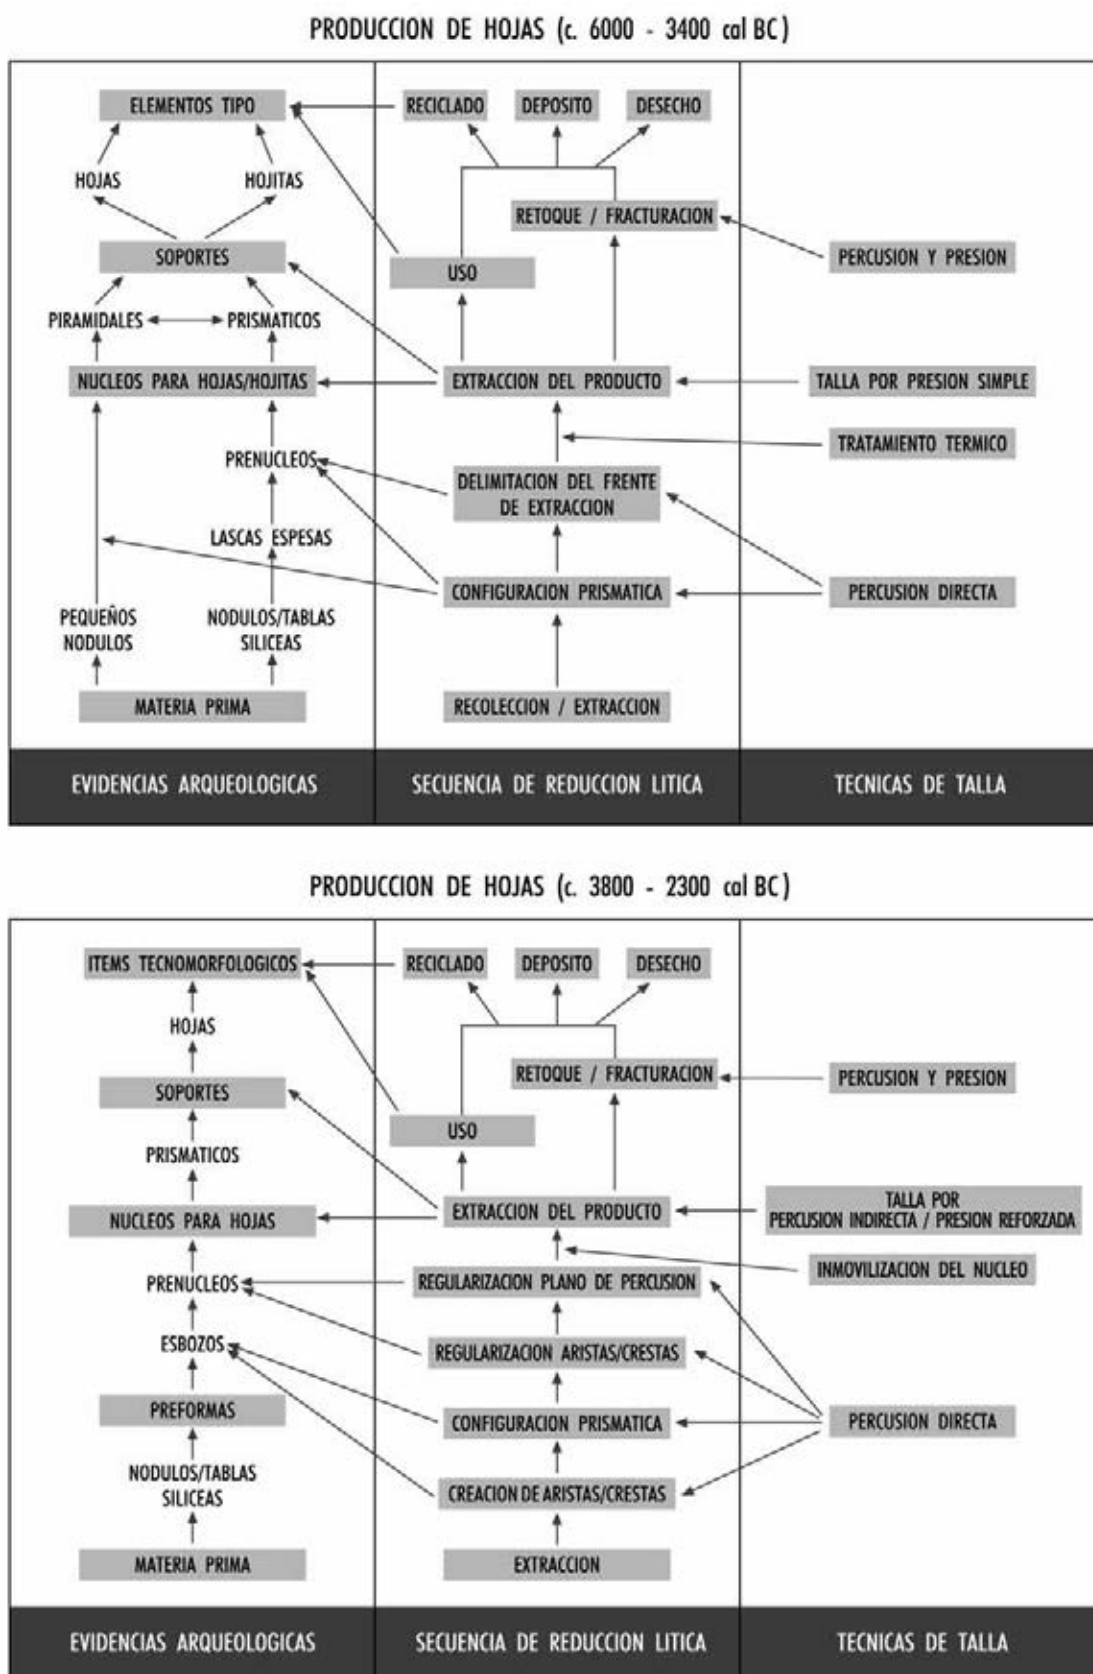 PRODUCCION DE HOJAS (c. 6000 - 3400 cal BC)
ELEMENTOS TIPO
HOJAS
HOJITAS
SOPORTES
PIRAMIDALES
PRISMATICOS
NUCLEOS PARA HOJAS/HOJITAS
PRENUCLEOS
LASCAS ESPESAS
PEQUEÑOS
NODULOS
NODULOS/TABLAS
SILICEAS
MATERIA PRIMA
EVIDENCIAS ARQUEOLOGICAS
RECICLADO
DEPOSITO
DESECHO
RETOQUE / FRACTURACION
USO
EXTRACCION DEL PRODUCTO
DELIMITACION DEL FRENTE
DE EXTRACCION
CONFIGURACION PRISMATICA
RECOLECCION / EXTRACCION
SECUENCIA DE REDUCCION LITICA
PERCUSION Y PRESION
TALLA POR PRESION SIMPLE
TRATAMIENTO TERMICO
PERCUSION DIRECTA
TECNICAS DE TALLA
PRODUCCION DE HOJAS (c. 3800 - 2300 cal BC)
ITEMS TECNOMORFOLOGICOS
HOJAS
SOPORTES
PRISMATICOS
NUCLEOS PARA HOJAS
PRENUCLEOS
ESBOZOS
PREFORMAS
NODULOS/TABLAS
SILICEAS
MATERIA PRIMA
EVIDENCIAS ARQUEOLOGICAS
RECICLADO
DEPOSITO
DESECHO
RETOQUE / FRACTURACION
USO
EXTRACCION DEL PRODUCTO
REGULARIZACION PLANO DE PERCUSION
REGULARIZACION ARISTAS/CRESTAS
CONFIGURACION PRISMATICA
CREACION DE ARISTAS/CRESTAS
EXTRACCION
SECUENCIA DE REDUCCION LITICA
PERCUSION Y PRESION
TALLA POR
PERCUSION INDIRECTA / PRESION REFORZADA
INMOVILIZACION DEL NUCLEO
PERCUSION DIRECTA
TECNICAS DE TALLA